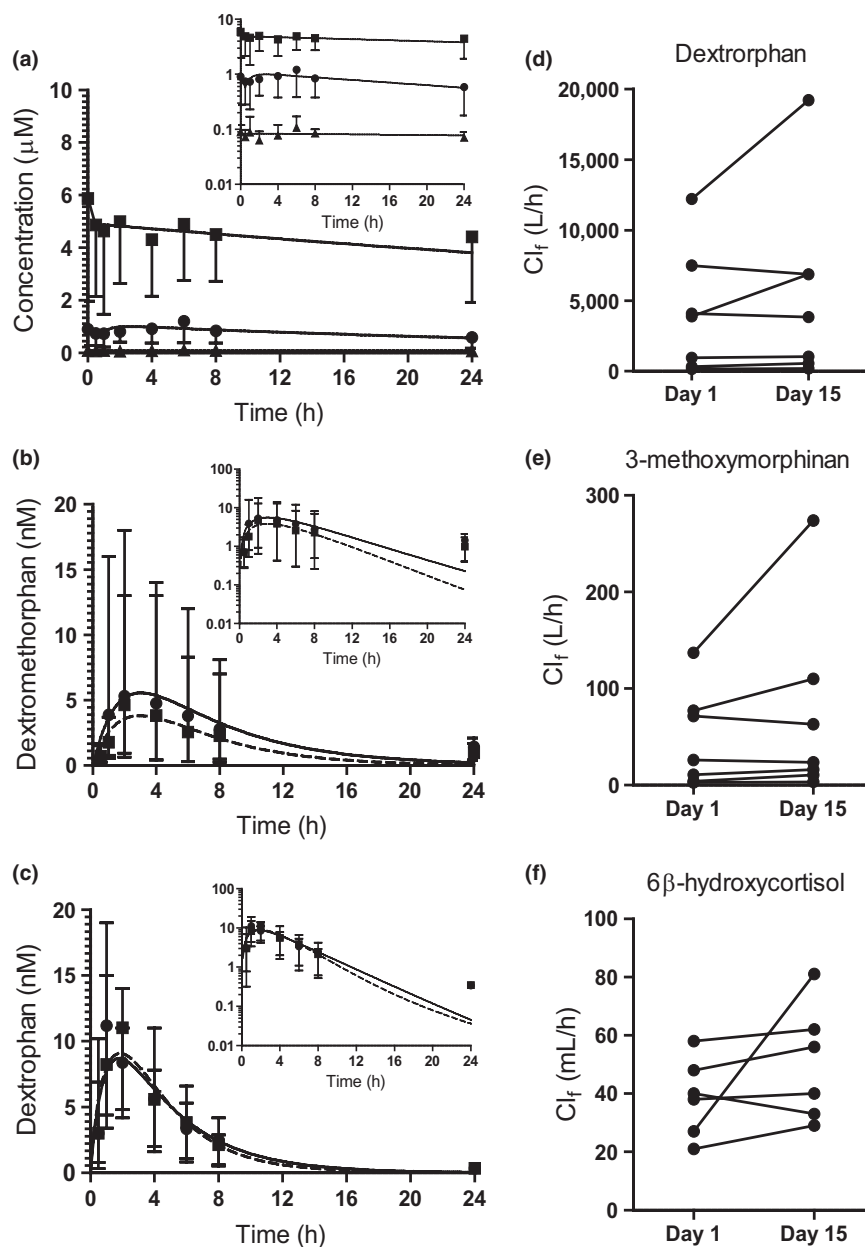 (a)
Concentration (μM)
10
8
6
4
2
0
0 4 8 12 16 20 24
Time (h)
10
1
0.1
0.01
0 4 8 12 16 20 24
Time (h)
(b)
Dextromethorphan (nM)
20
15
10
5
0
0 4 8 12 16 20 24
Time (h)
100
10
1
0.1
0.01
0 4 8 12 16 20 24
Time (h)
(c)
Dextrophan (nM)
20
15
10
5
0
0 4 8 12 16 20 24
Time (h)
100
10
1
0.1
0.01
0 4 8 12 16 20 24
Time (h)
(d)
Dextrorphan
Clf (L/h)
20,000
15,000
10,000
5,000
0
Day 1 Day 15
(e)
3-methoxymorphinan
Clf (L/h)
300
200
100
0
Day 1 Day 15
(f)
6β-hydroxycortisol
Clf (mL/h)
100
80
60
40
20
0
Day 1 Day 15